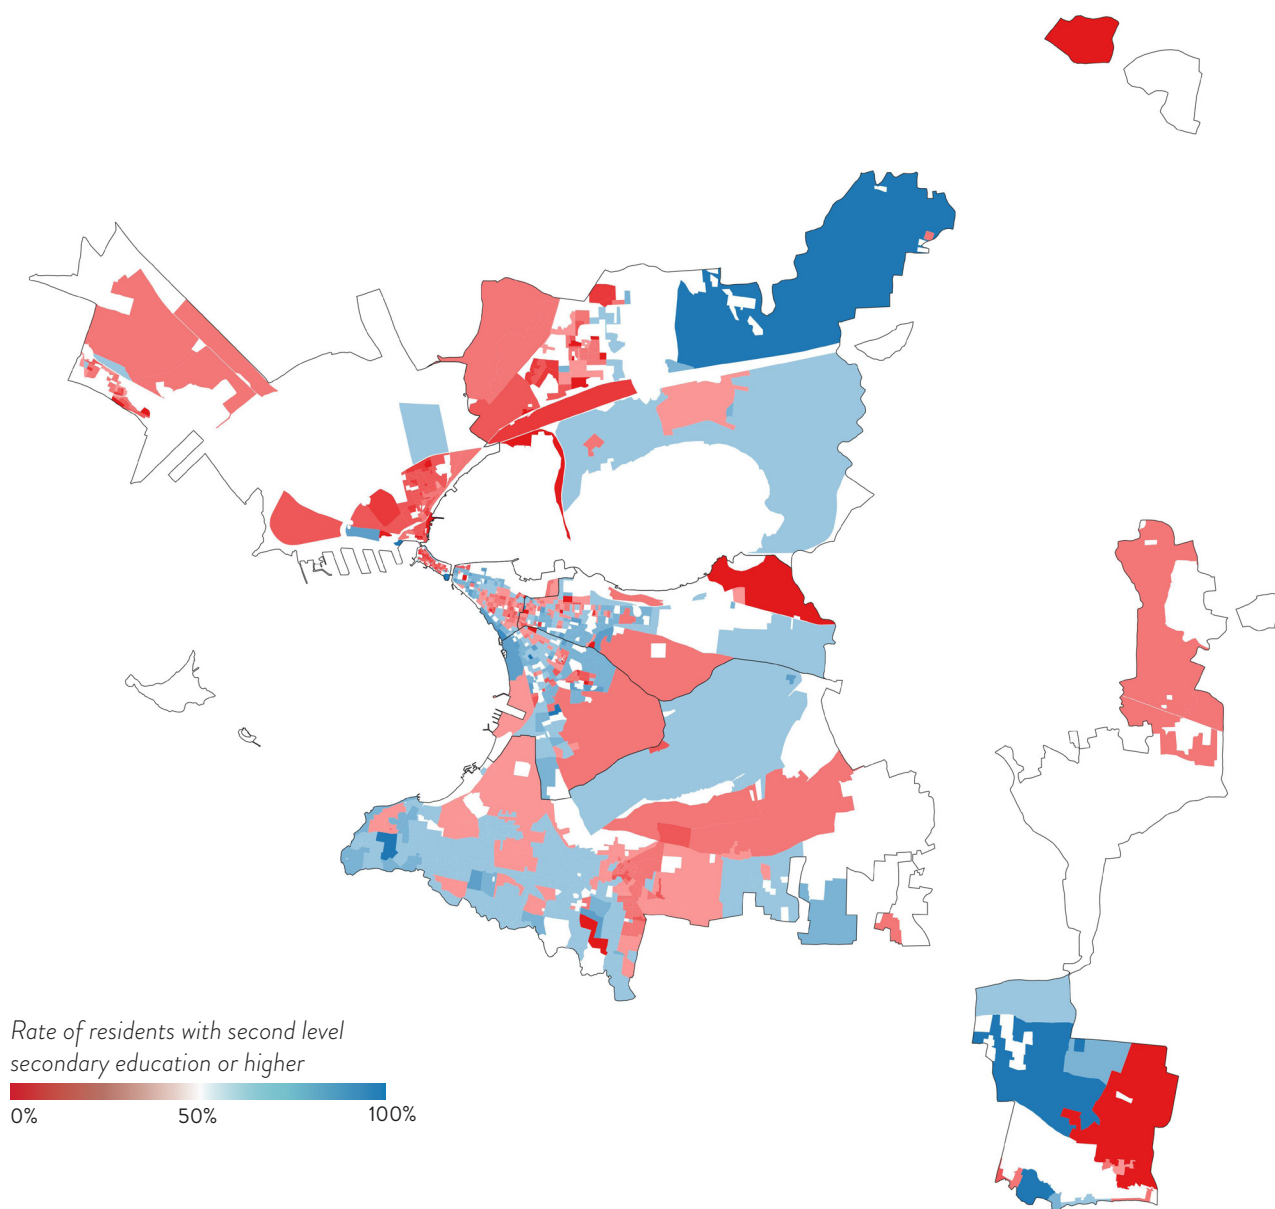 Rate of residents with second level
secondary education or higher
0% 50% 100%